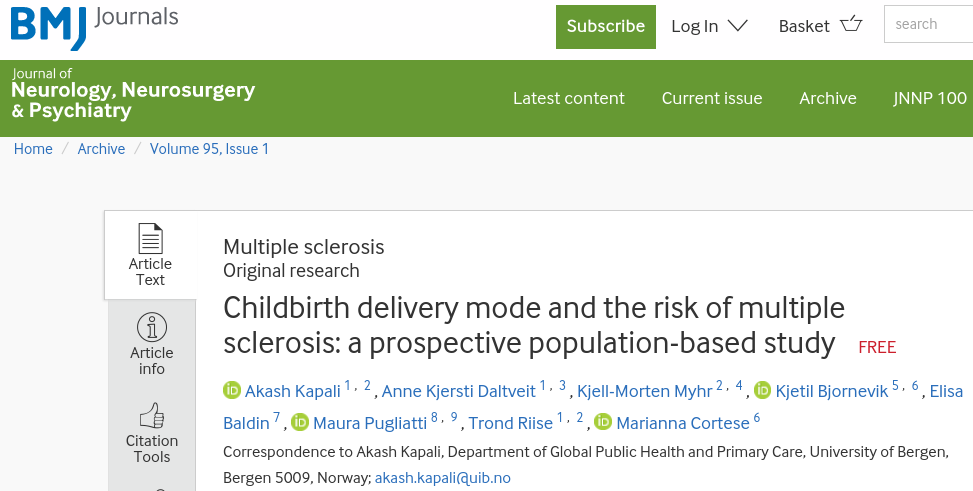 BMJ Journals
Subscribe Log In Basket search
Journal of
Neurology, Neurosurgery
& Psychiatry
Latest content Current issue Archive JNNP 100
Home / Archive / Volume 95, Issue 1
Article
Text
Article
info
Citation
Tools
Multiple sclerosis
Original research
Childbirth delivery mode and the risk of multiple
sclerosis: a prospective population-based study FREE
iD Akash Kapali 1, 2, Anne Kjersti Daltveit 1, 3, Kjell-Morten Myhr 2, 4, iD Kjetil Bjornevik 5, 6, Elisa
Baldin 7, iD Maura Pugliatti 8, 9, Trond Riise 1, 2, iD Marianna Cortese 6
Correspondence to Akash Kapali, Department of Global Public Health and Primary Care, University of Bergen,
Bergen 5009, Norway; akash.kapali@uib.no